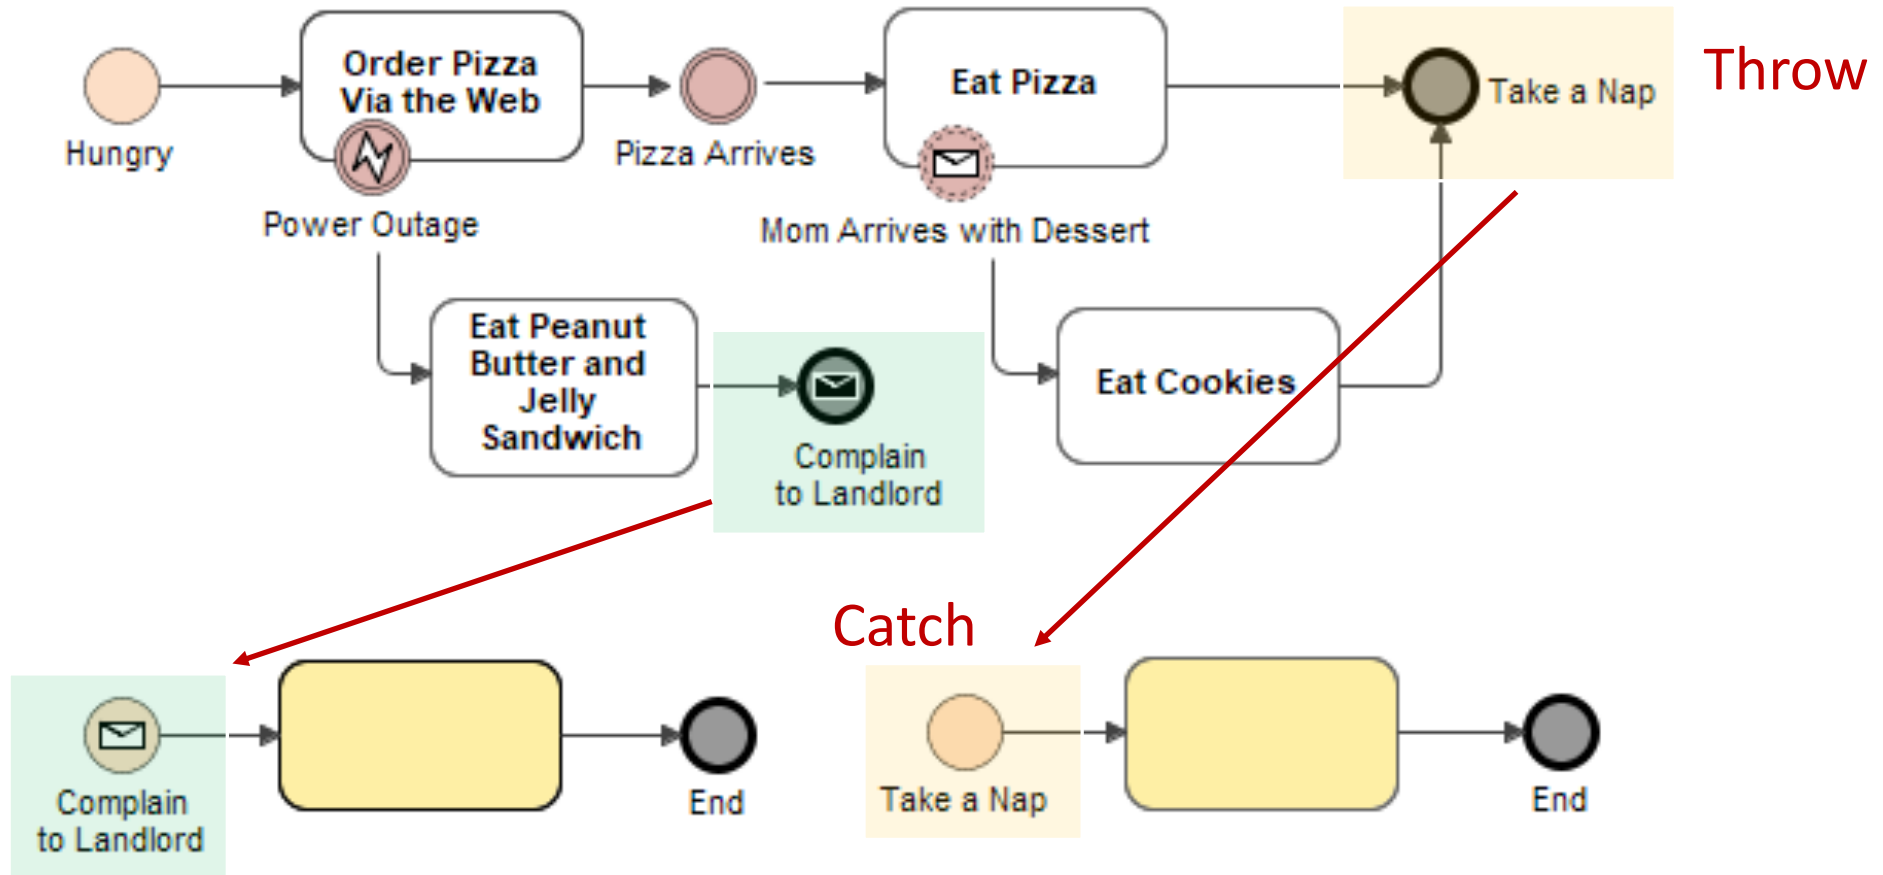 Order Pizza
Via the Web
Hungry
Power Outage
Pizza Arrives
Eat Pizza
Mom Arrives with Dessert
Take a Nap
Throw
Eat Peanut
Butter and
Jelly
Sandwich
Complain
to Landlord
Eat Cookies
Catch
Complain
to Landlord
End
Take a Nap
End